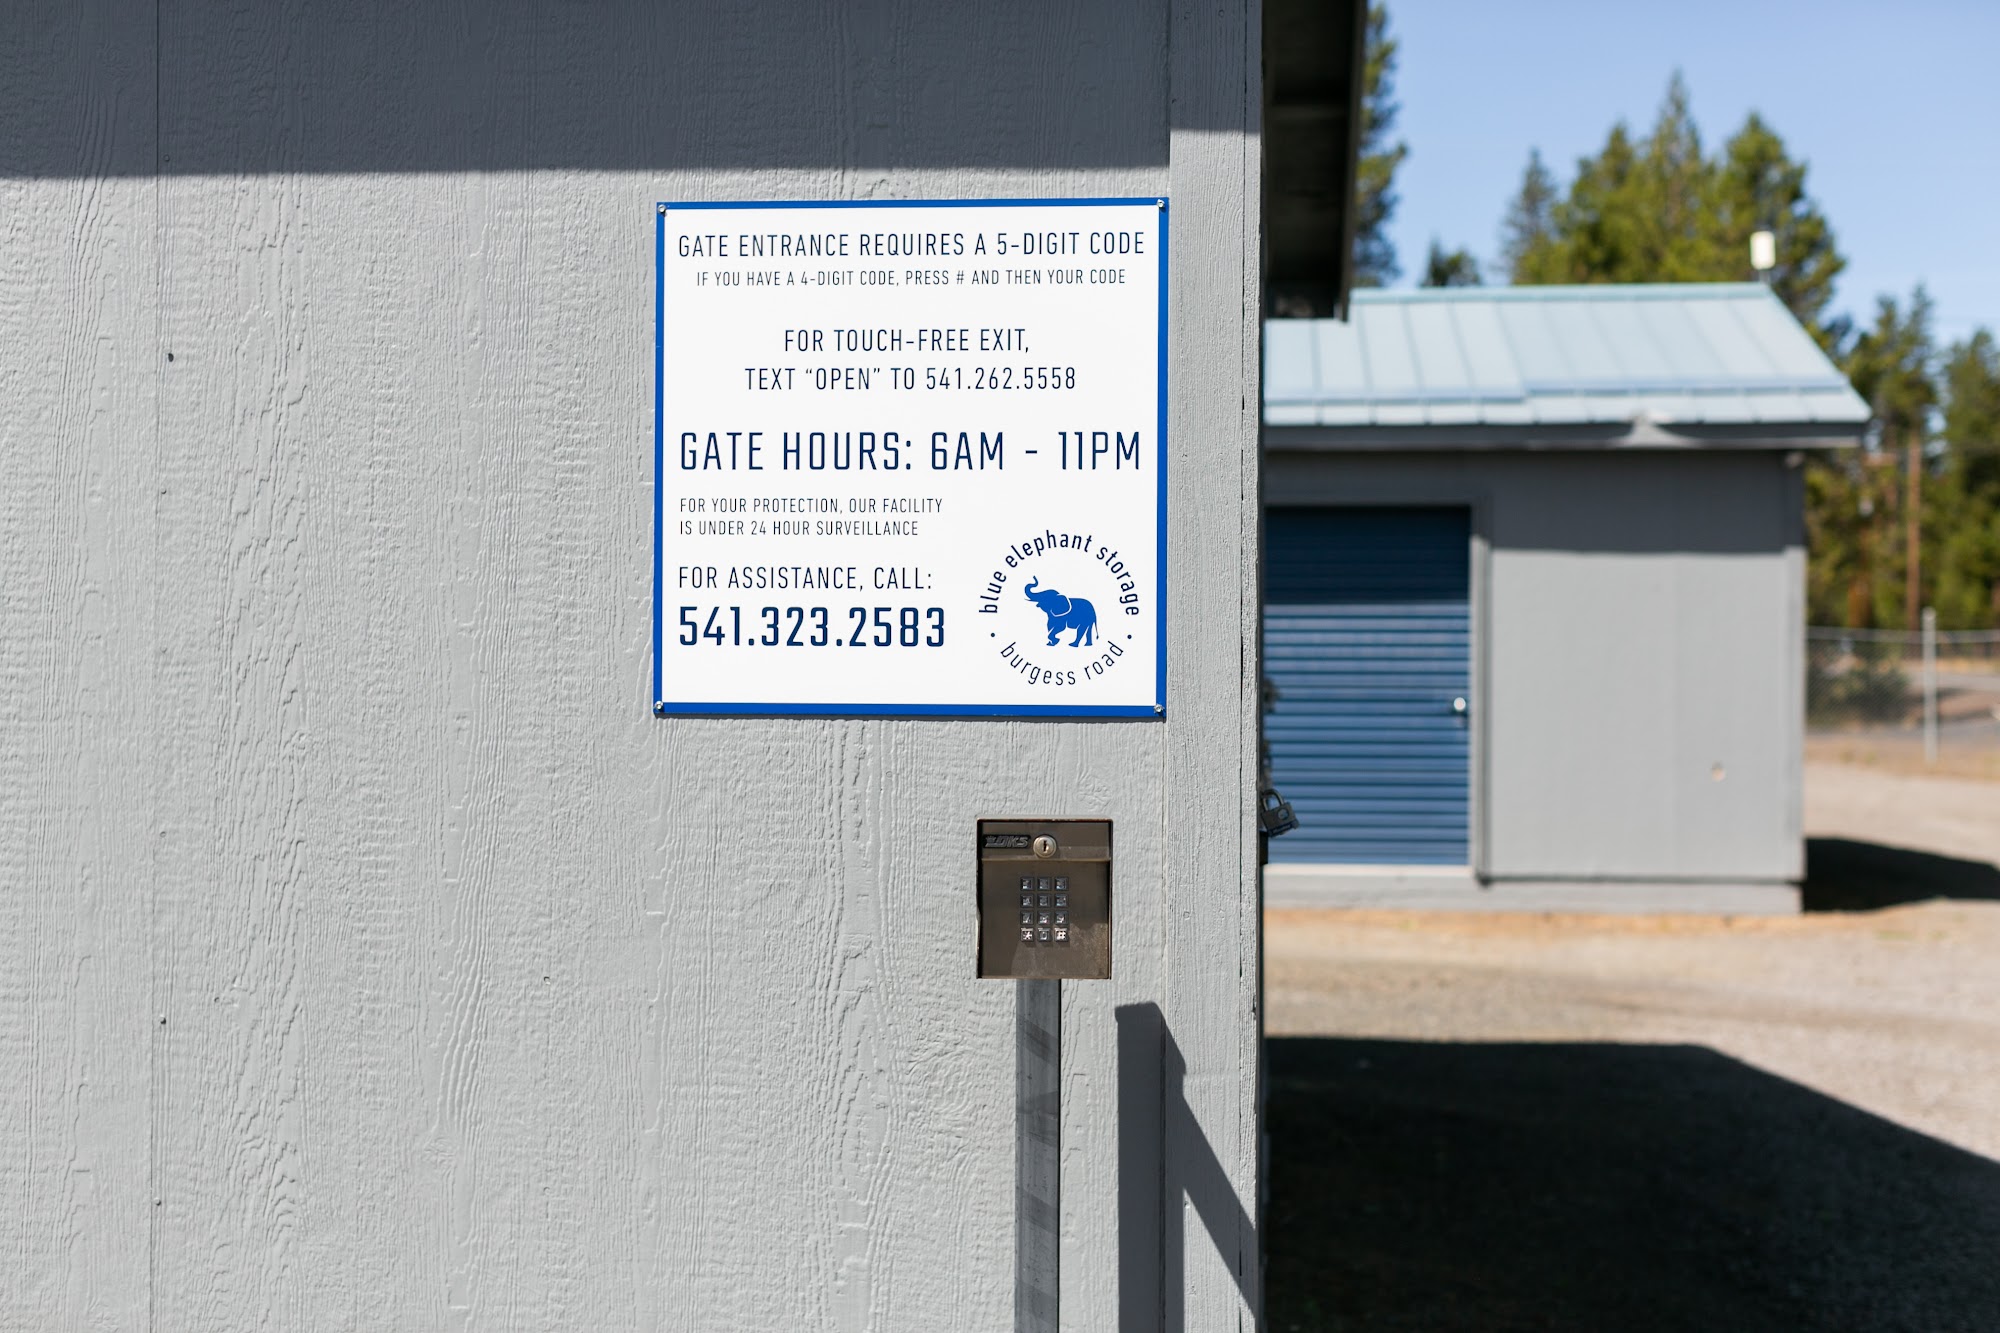 GATE ENTRANCE REQUIRES A 5-DIGIT CODE
IF YOU HAVE A 4-DIGIT CODE, PRESS # AND THEN YOUR CODE
FOR TOUCH-FREE EXIT,
TEXT “OPEN” TO 541.262.5558
GATE HOURS: 6AM - 11PM
FOR YOUR PROTECTION, OUR FACILITY
IS UNDER 24 HOUR SURVEILLANCE
FOR ASSISTANCE, CALL:
541.323.2583
blue elephant storage
• burgess road •
DKS